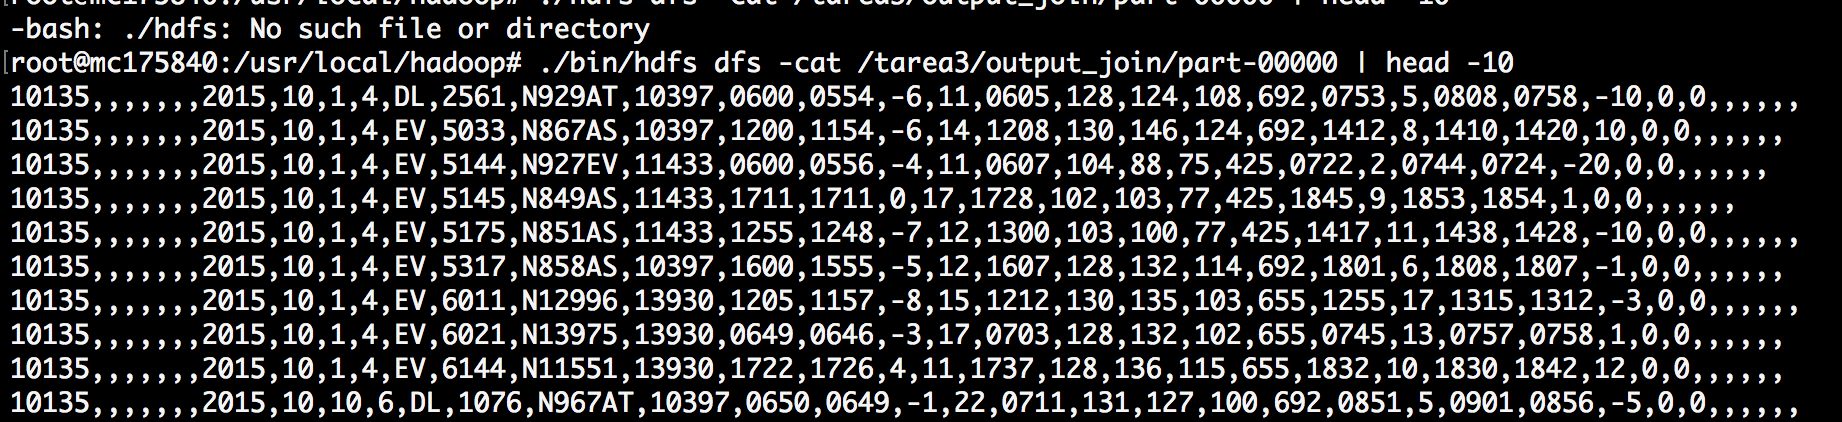 root@mc175840:/usr/local/hadoop# ./hdfs dfs -cat /tarea3/output_join/part-00000 | head -10
-bash: ./hdfs: No such file or directory
[root@mc175840:/usr/local/hadoop# ./bin/hdfs dfs -cat /tarea3/output_join/part-00000 | head -10
10135,,,,,,,2015,10,1,4,DL,2561,N929AT,10397,0600,0554,-6,11,0605,128,124,108,692,0753,5,0808,0758,-10,0,0,,,,,,
10135,,,,,,,2015,10,1,4,EV,5033,N867AS,10397,1200,1154,-6,14,1208,130,146,124,692,1412,8,1410,1420,10,0,0,,,,,,
10135,,,,,,,2015,10,1,4,EV,5144,N927EV,11433,0600,0556,-4,11,0607,104,88,75,425,0722,2,0744,0724,-20,0,0,,,,,,
10135,,,,,,,2015,10,1,4,EV,5145,N849AS,11433,1711,1711,0,17,1728,102,103,77,425,1845,9,1853,1854,1,0,0,,,,,,
10135,,,,,,,2015,10,1,4,EV,5175,N851AS,11433,1255,1248,-7,12,1300,103,100,77,425,1417,11,1438,1428,-10,0,0,,,,,,
10135,,,,,,,2015,10,1,4,EV,5317,N858AS,10397,1600,1555,-5,12,1607,128,132,114,692,1801,6,1808,1807,-1,0,0,,,,,,
10135,,,,,,,2015,10,1,4,EV,6011,N12996,13930,1205,1157,-8,15,1212,130,135,103,655,1255,17,1315,1312,-3,0,0,,,,,,
10135,,,,,,,2015,10,1,4,EV,6021,N13975,13930,0649,0646,-3,17,0703,128,132,102,655,0745,13,0757,0758,1,0,0,,,,,,
10135,,,,,,,2015,10,1,4,EV,6144,N11551,13930,1722,1726,4,11,1737,128,136,115,655,1832,10,1830,1842,12,0,0,,,,,,
10135,,,,,,,2015,10,10,6,DL,1076,N967AT,10397,0650,0649,-1,22,0711,131,127,100,692,0851,5,0901,0856,-5,0,0,,,,,,